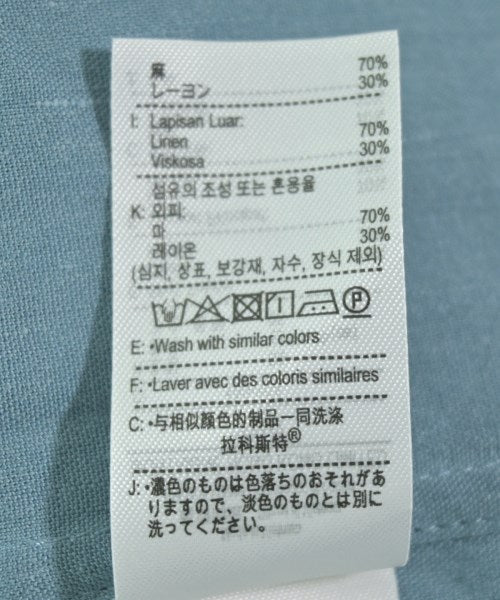 麻 70%
レーヨン 30%
I: Lapisan Luar:
Linen 70%
Viskosa 30%
섬유의 조성 또는 혼용율
K: 외피
마 70%
레이온 30%
(심지, 상표, 보강재, 자수, 장식 제외)
P
E: •Wash with similar colors
F: •Laver avec des coloris similaires
C: •与相似颜色的制品一同洗涤
拉科斯特®
J: •濃色のものは色落ちのおそれがあ
りますので、淡色のものとは別に
洗ってください。